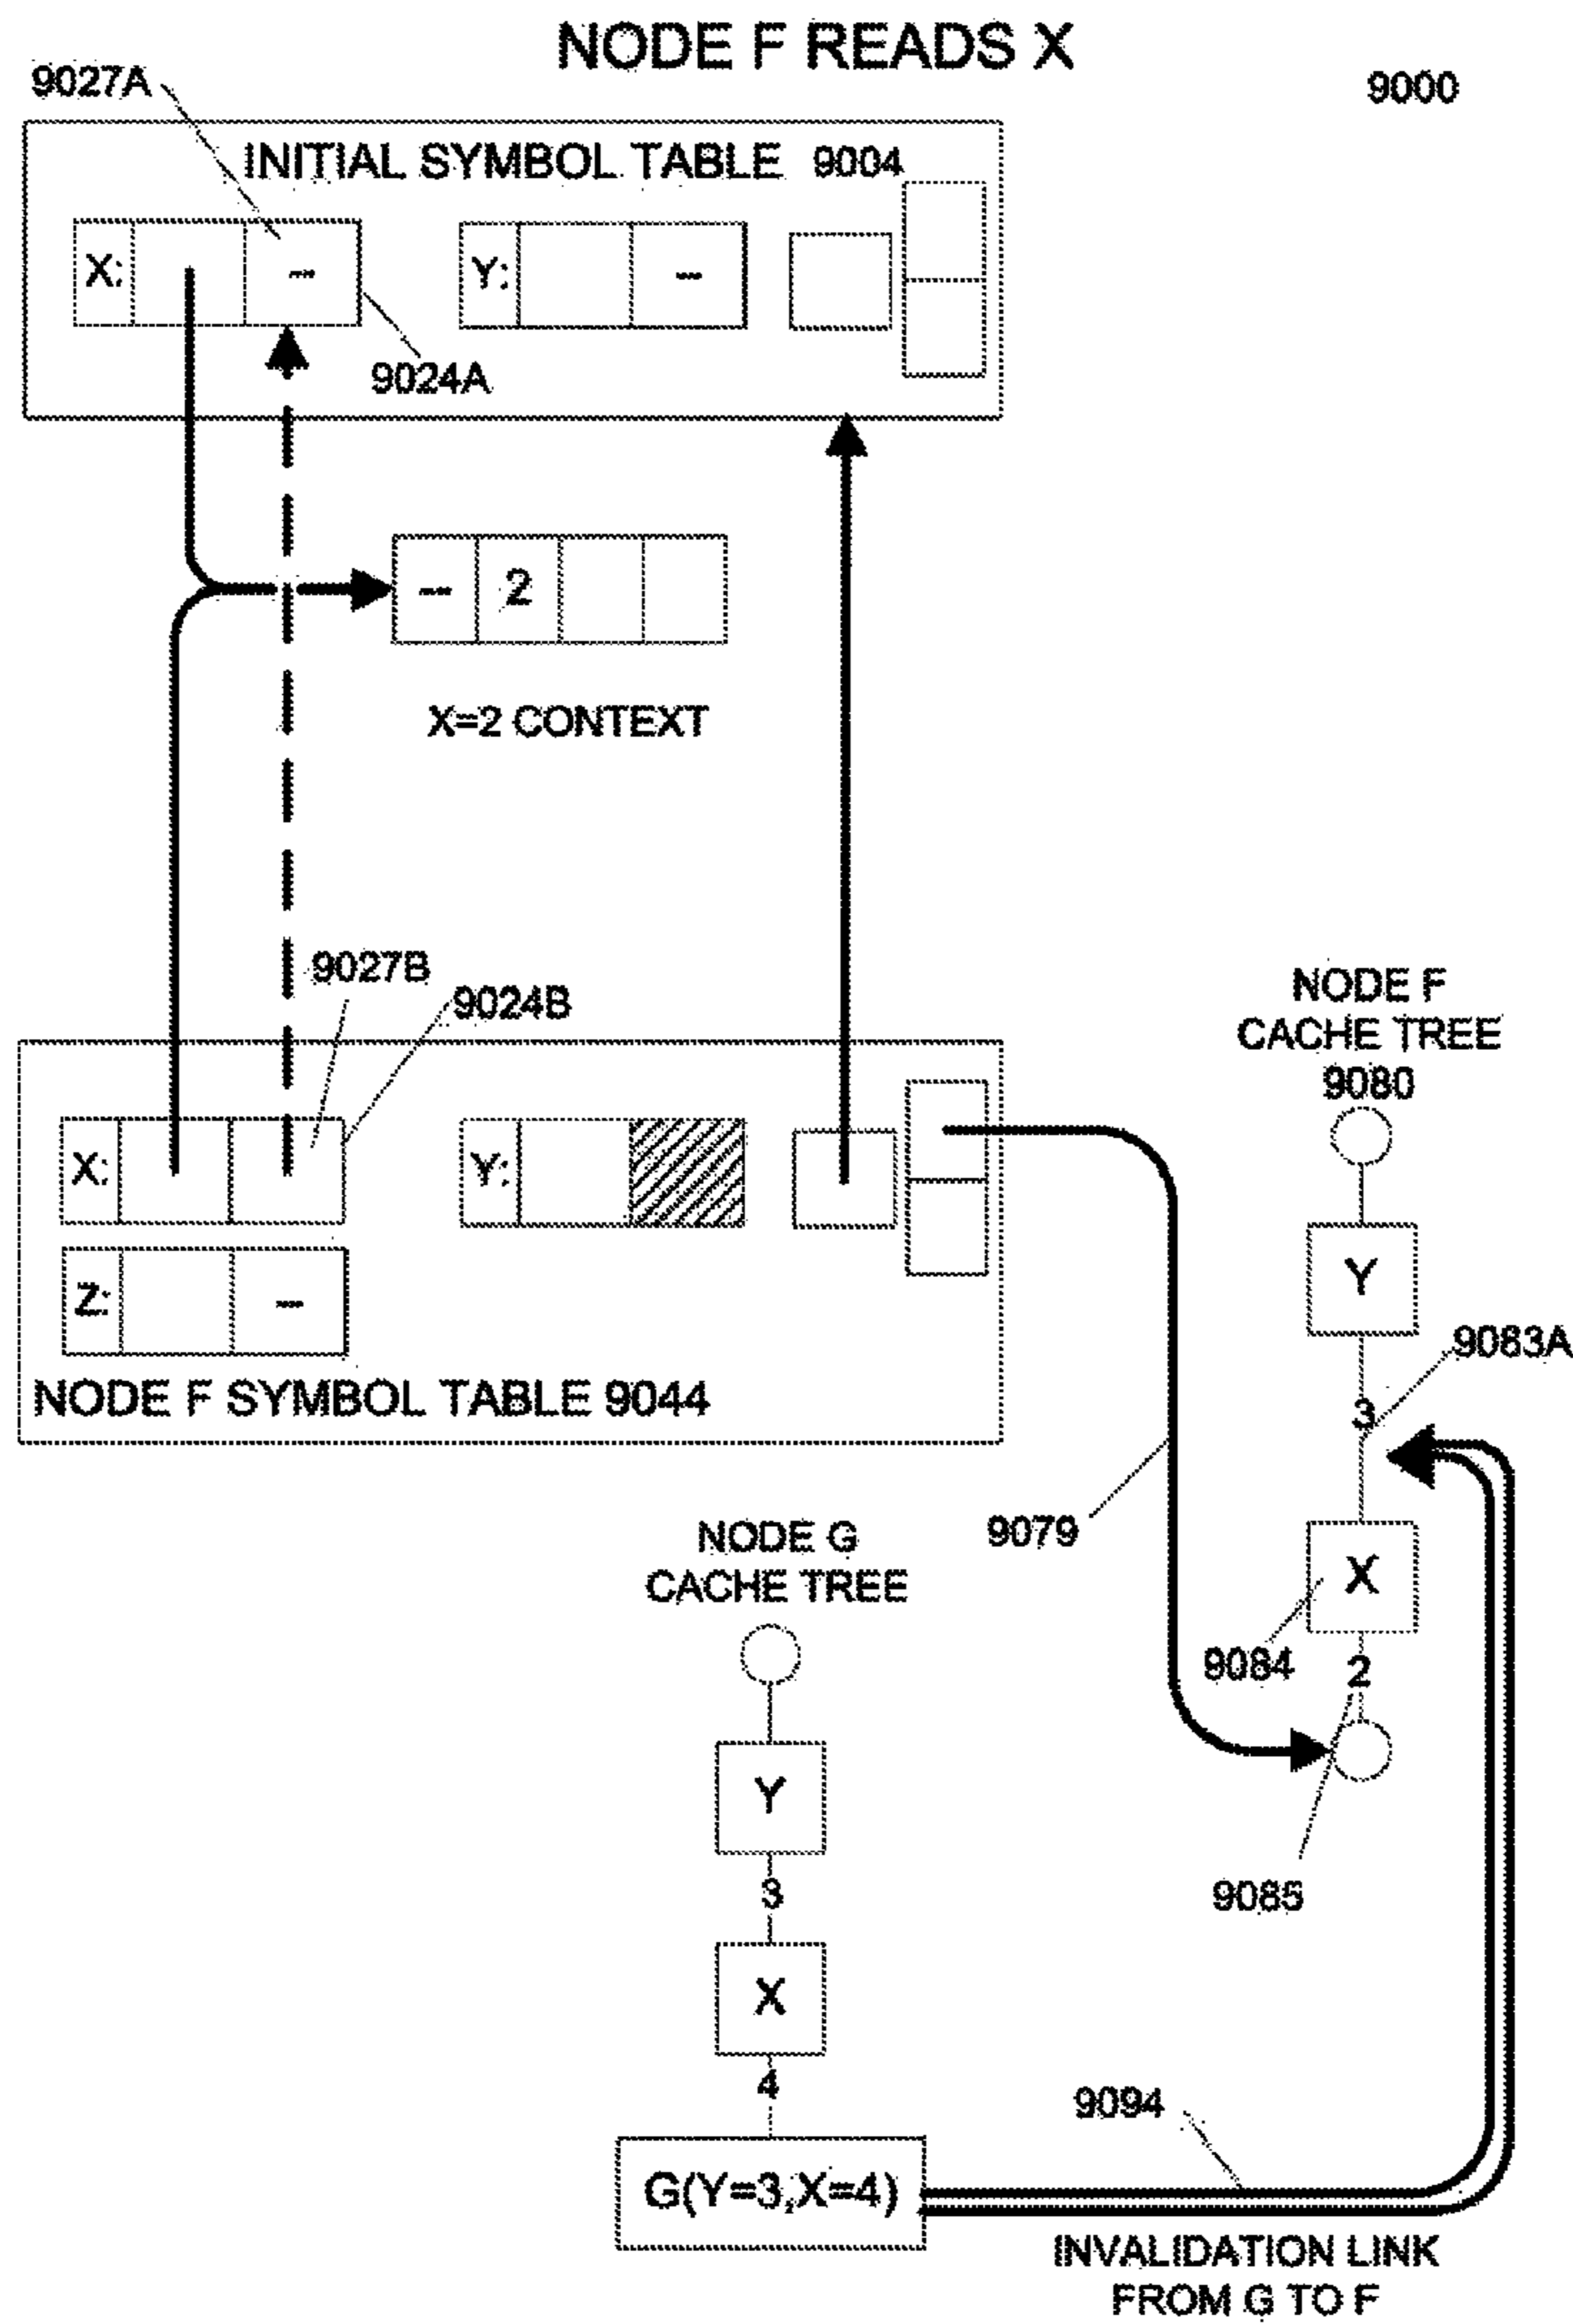 NODE F READS X
9027A
9000
INITIAL SYMBOL TABLE 9004
X: -- Y: --
9024A
-- 2
X=2 CONTEXT
9027B
9024B
NODE F
CACHE TREE
9080
X: Y:
Y
Z: --
9083A
NODE F SYMBOL TABLE 9044
3
9079
NODE G
CACHE TREE
X
9084
2
Y
9085
3
X
4
9094
G(Y=3,X=4)
INVALIDATION LINK
FROM G TO F